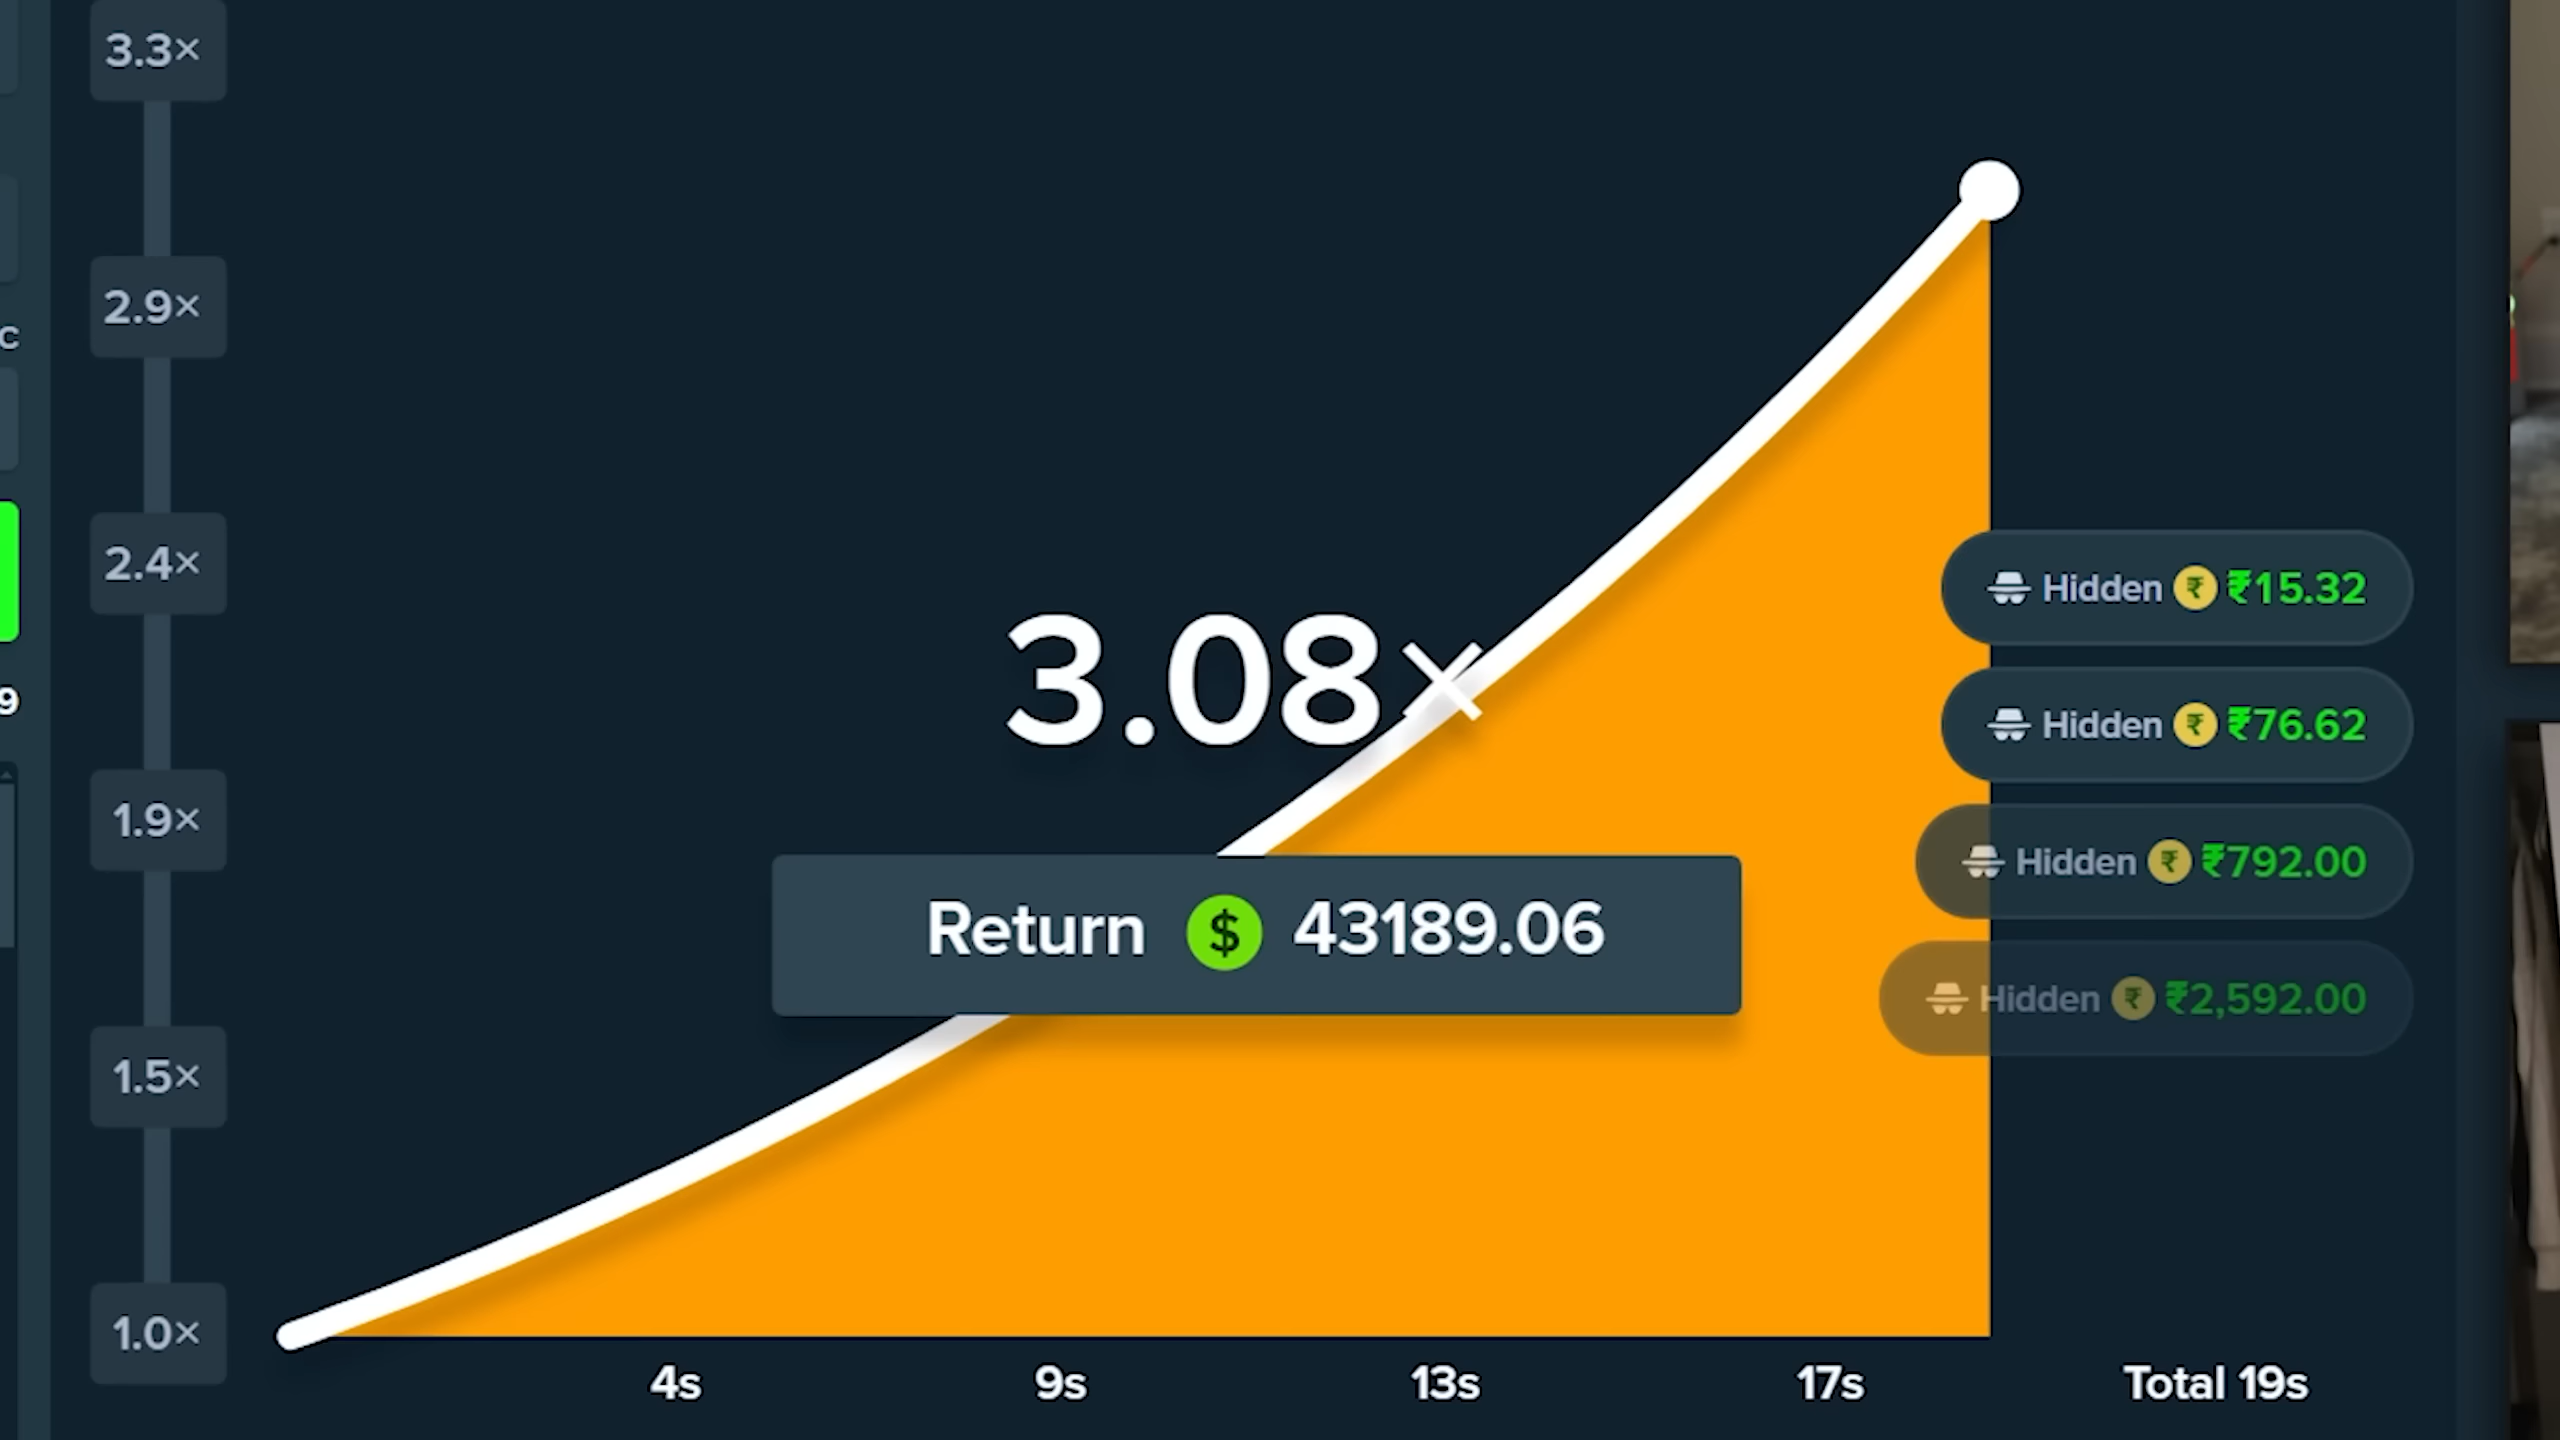 3.3×
2.9×
c
2.4×
Hidden ₹ ₹15.32
3.08×
9
Hidden ₹ ₹76.62
1.9×
Hidden ₹ ₹792.00
Return $ 43189.06
Hidden ₹ ₹2,592.00
1.5×
1.0×
4s 9s 13s 17s Total 19s